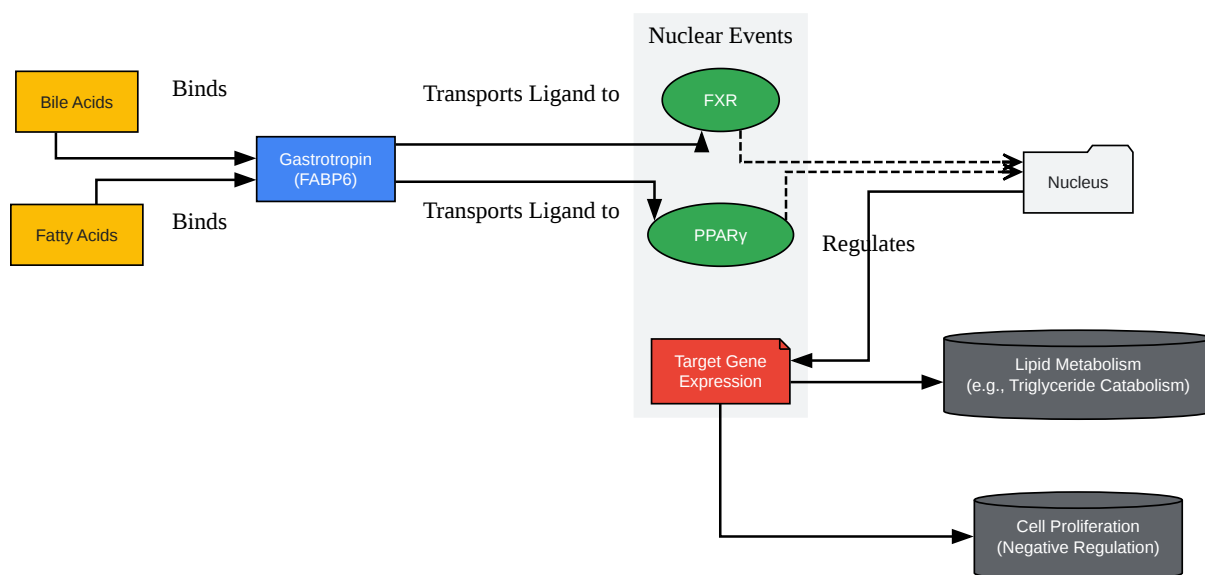 Nuclear Events
Bile Acids
Binds
Transports Ligand to
FXR
Gastrotropin
(FABP6)
Nucleus
Fatty Acids
Binds
Transports Ligand to
PPARγ
Regulates
Target Gene
Expression
Lipid Metabolism
(e.g., Triglyceride Catabolism)
Cell Proliferation
(Negative Regulation)